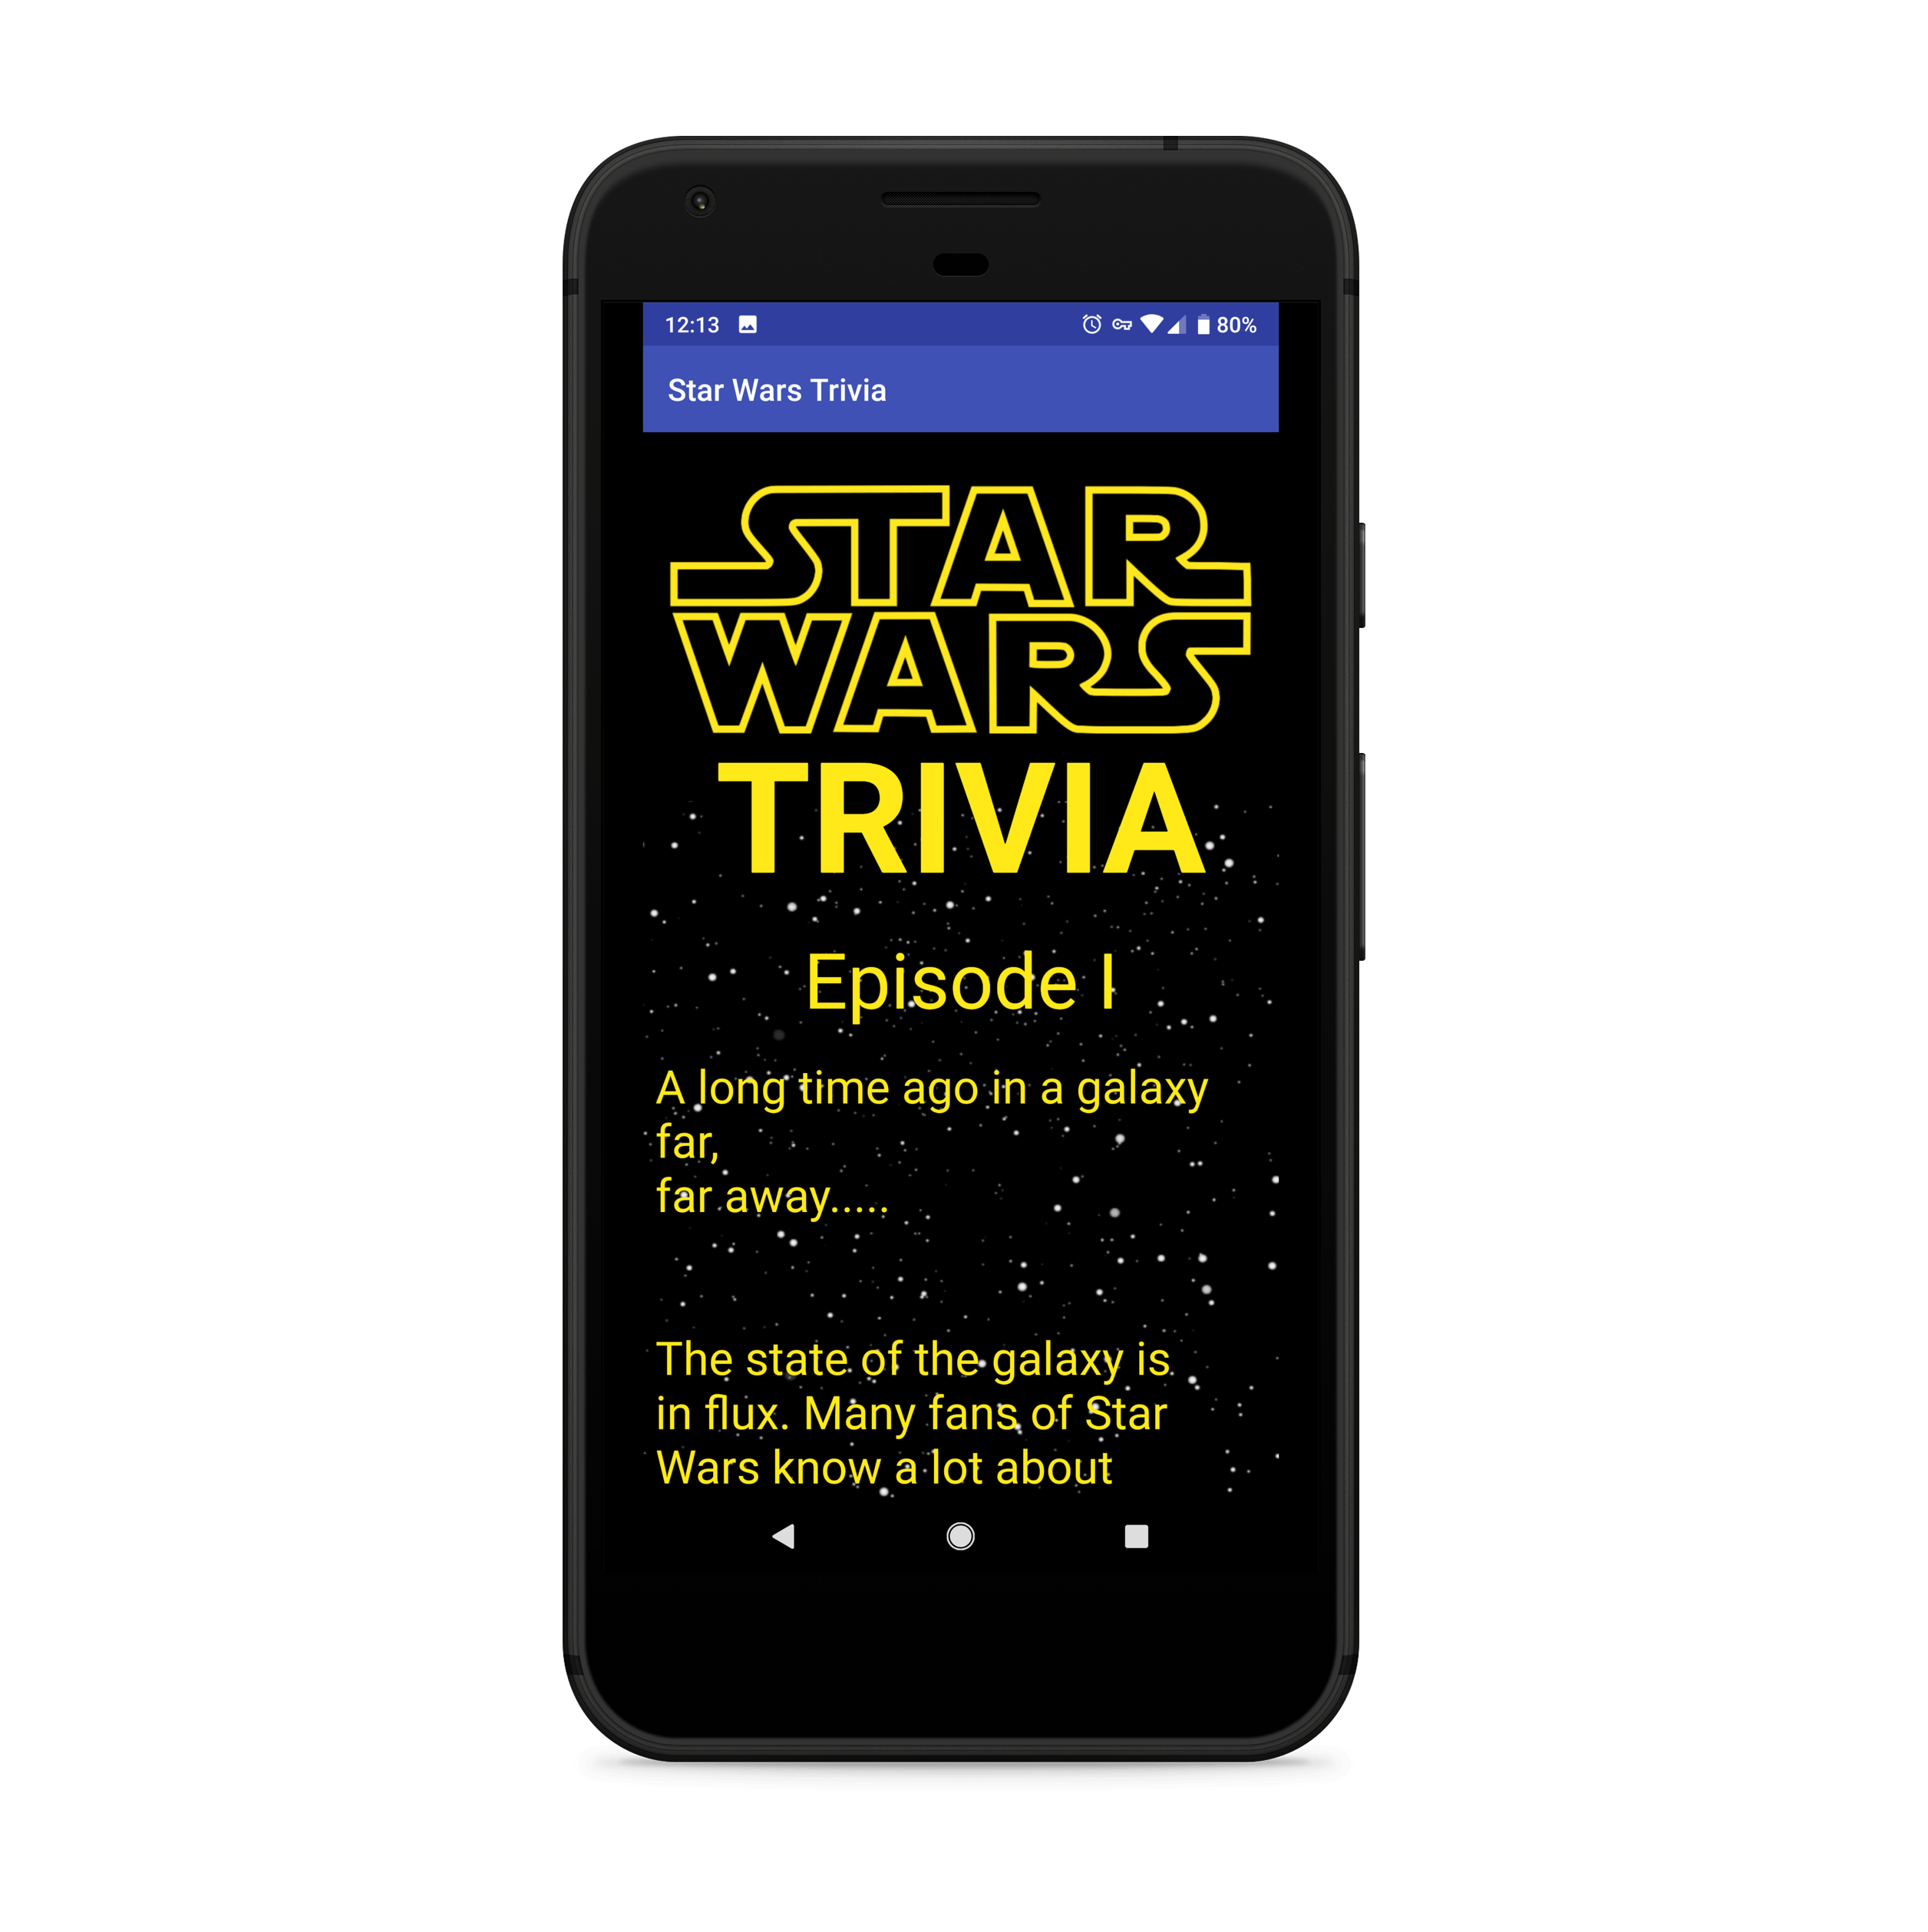 12:13 80%
Star Wars Trivia
STAR
WARS
TRIVIA
Episode I
A long time ago in a galaxy
far,
far away.....
The state of the galaxy is
in flux. Many fans of Star
Wars know a lot about